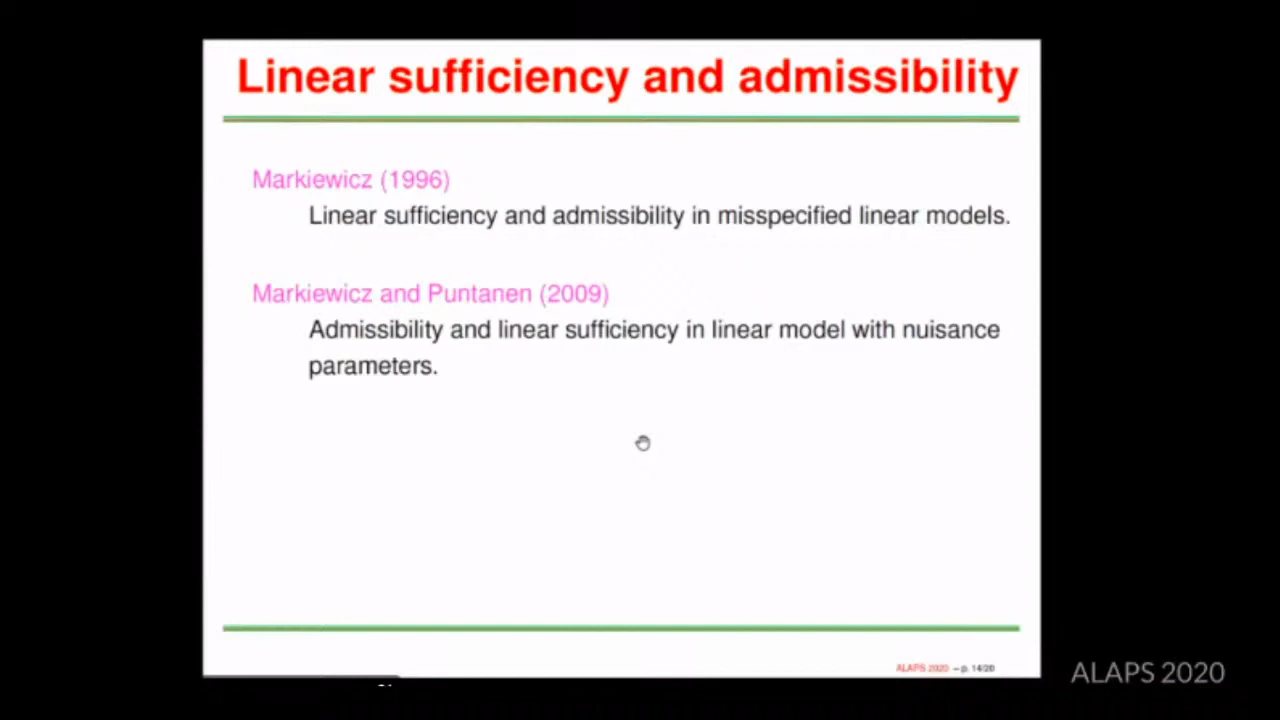 Linear sufficiency and admissibility
Markiewicz (1996)
Linear sufficiency and admissibility in misspecified linear models.
Markiewicz and Puntanen (2009)
Admissibility and linear sufficiency in linear model with nuisance
parameters.
ALAPS 2020 – p. 14/20
ALAPS 2020